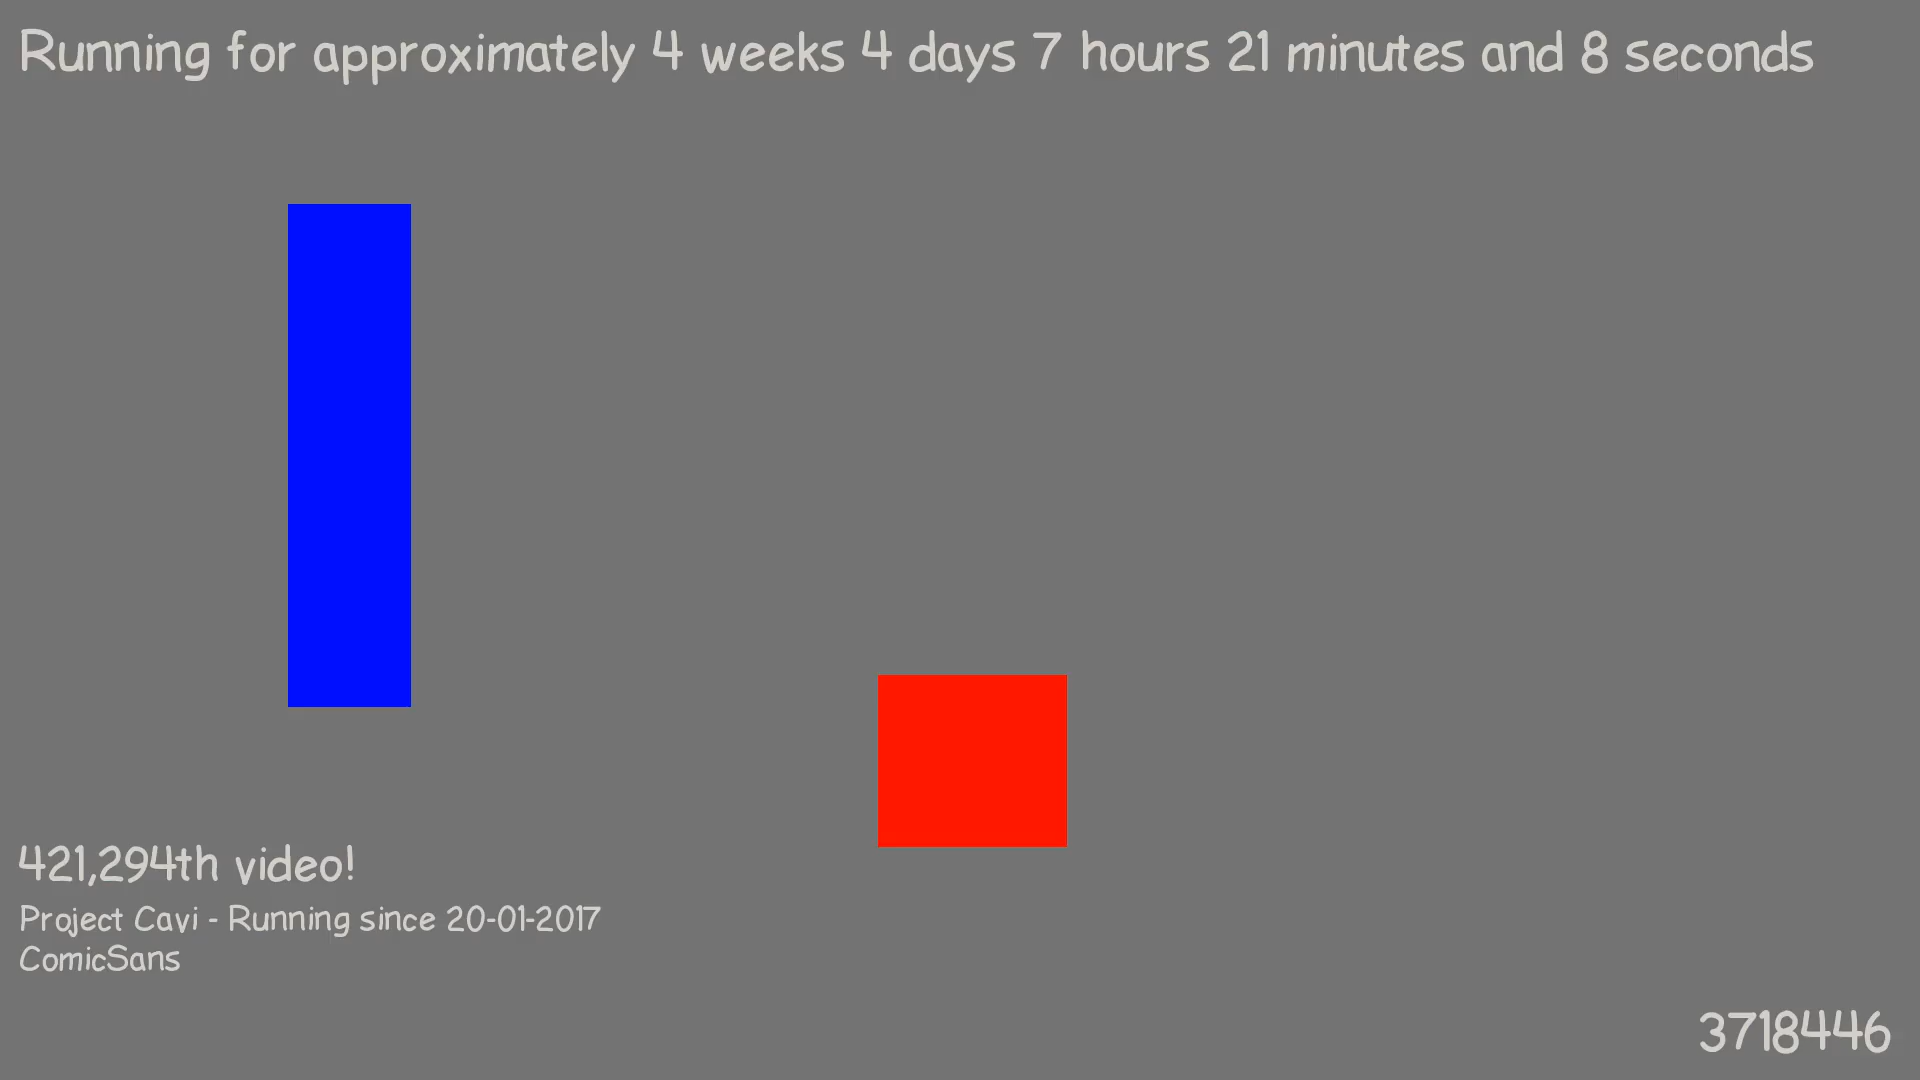 Running for approximately 4 weeks 4 days 7 hours 21 minutes and 8 seconds
421,294th video!
Project Cavi - Running since 20-01-2017
ComicSans
3718446